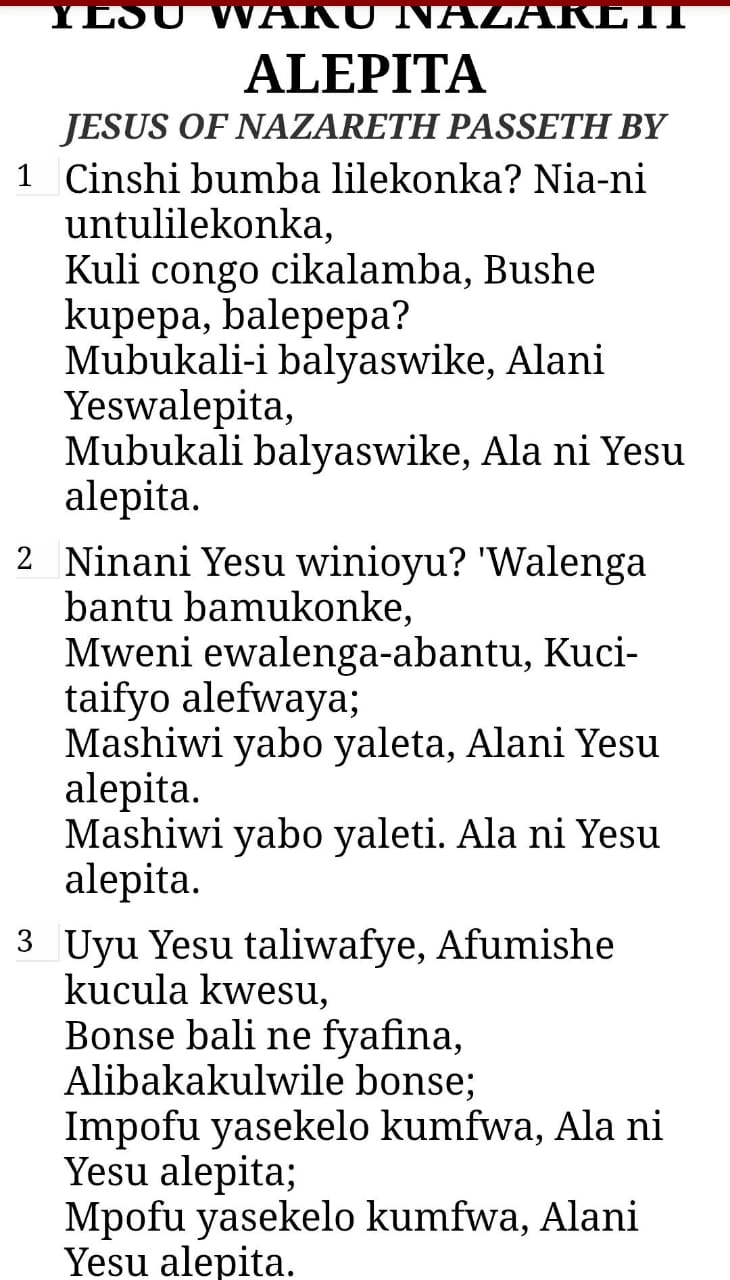 YESU WAKU NAZARETI
ALEPITA
JESUS OF NAZARETH PASSETH BY
1 Cinshi bumba lilekonka? Nia-ni
untulilekonka,
Kuli congo cikalamba, Bushe
kupepa, balepepa?
Mubukali-i balyaswike, Alani
Yeswalepita,
Mubukali balyaswike, Ala ni Yesu
alepita.
2 Ninani Yesu winioyu? 'Walenga
bantu bamukonke,
Mweni ewalenga-abantu, Kuci-
taifyo alefwaya;
Mashiwi yabo yaleta, Alani Yesu
alepita.
Mashiwi yabo yaleti. Ala ni Yesu
alepita.
3 Uyu Yesu taliwafye, Afumishe
kucula kwesu,
Bonse bali ne fyafina,
Alibakakulwile bonse;
Impofu yasekelo kumfwa, Ala ni
Yesu alepita;
Mpofu yasekelo kumfwa, Alani
Yesu alepita.